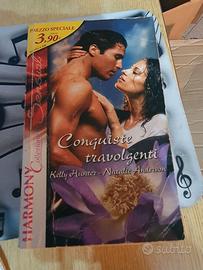 PREZZO SPECIALE
3,90
HARMONY
Conquiste
travolgenti
Kelly Hunter - Natalie Anderson
subito